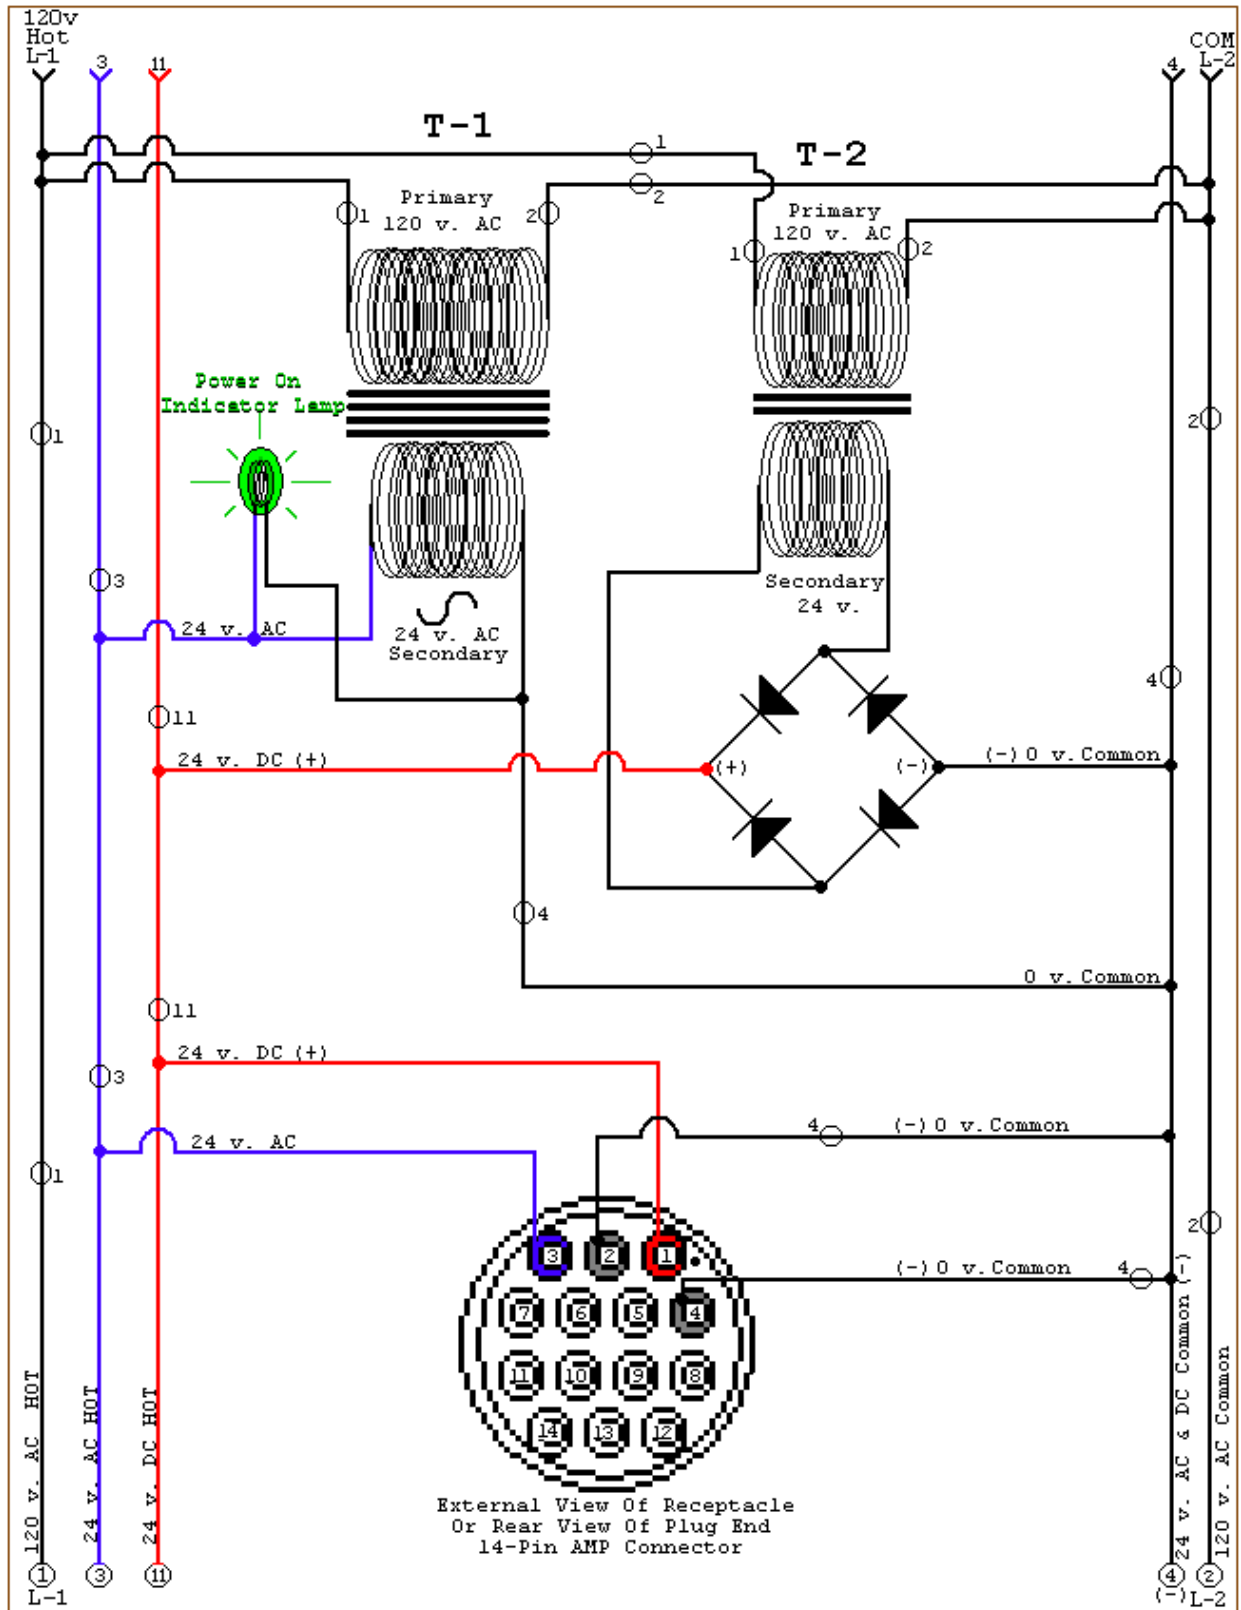 120v
Hot
L-1
3
11
4
COM
L-2
T-1
1
T-2
2
Primary
120 v. AC
1
2
Primary
120 v. AC
1
2
Power On
Indicator Lamp
1
2
3
24 v. AC
24 v. AC
Secondary
Secondary
24 v.
4
11
24 v. DC (+)
(+)
(-)
(-) 0 v. Common
4
0 v. Common
11
24 v. DC (+)
3
4
(-) 0 v. Common
24 v. AC
1
2
3
2
1
(-) 0 v. Common
4
7
6
5
4
11
10
9
8
14
13
12
External View Of Receptacle
Or Rear View Of Plug End
14-Pin AMP Connector
120 v. AC HOT
24 v. AC HOT
24 v. DC HOT
24 v. AC & DC Common (-)
120 v. AC Common
1
3
11
4
2
L-1
(-)
L-2